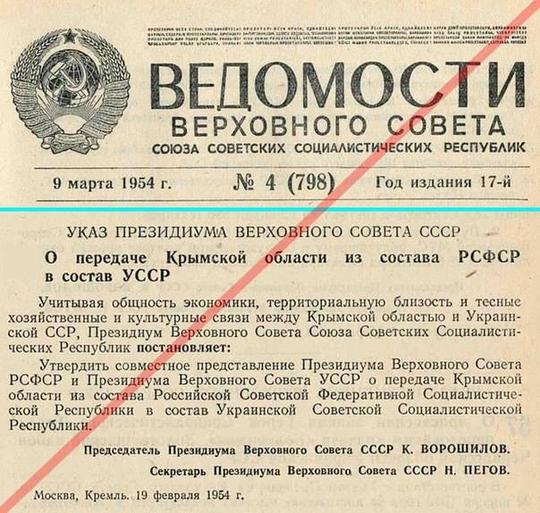 ВЕДОМОСТИ
ВЕРХОВНОГО СОВЕТА
СОЮЗА СОВЕТСКИХ СОЦИАЛИСТИЧЕСКИХ РЕСПУБЛИК
9 марта 1954 г. № 4 (798) Год издания 17-й
УКАЗ ПРЕЗИДИУМА ВЕРХОВНОГО СОВЕТА СССР
О передаче Крымской области из состава РСФСР
в состав УССР
Учитывая общность экономики, территориальную близость и тесные
хозяйственные и культурные связи между Крымской областью и Украин-
ской ССР, Президиум Верховного Совета Союза Советских Социалисти-
ческих Республик постановляет:
Утвердить совместное представление Президиума Верховного Совета
РСФСР и Президиума Верховного Совета УССР о передаче Крымской
области из состава Российской Советской Федеративной Социалистиче-
ской Республики в состав Украинской Советской Социалистической
Республики.
Председатель Президиума Верховного Совета СССР К. ВОРОШИЛОВ.
Секретарь Президиума Верховного Совета СССР Н. ПЕГОВ.
Москва, Кремль. 19 февраля 1954 г.